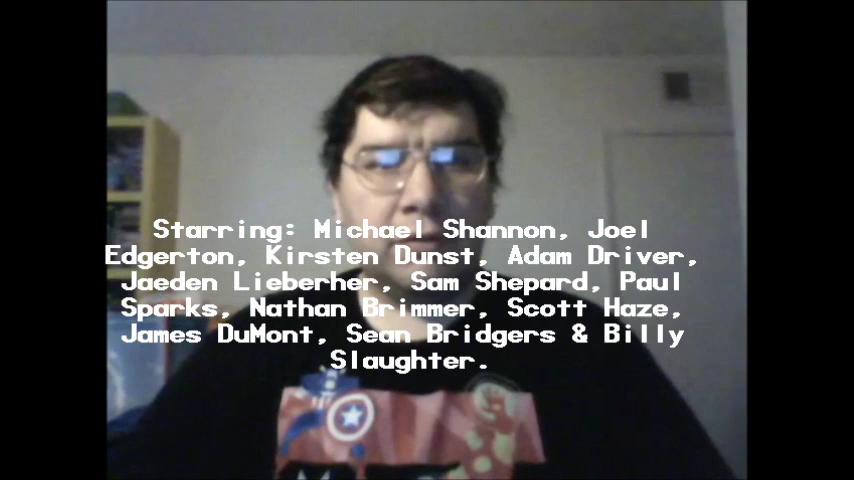 Starring: Michael Shannon, Joel
Edgerton, Kirsten Dunst, Adam Driver,
Jaeden Lieberher, Sam Shepard, Paul
Sparks, Nathan Brimmer, Scott Haze,
James DuMont, Sean Bridgers & Billy
Slaughter.